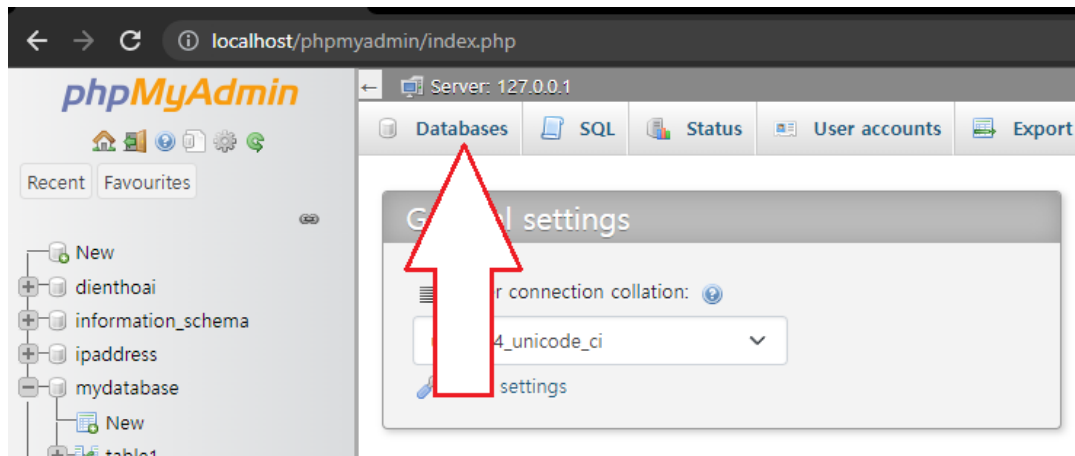 localhost/phpmyadmin/index.php
phpMyAdmin
Server: 127.0.0.1
Databases SQL Status User accounts Export
Recent Favourites
settings
New
connection collation:
dienthoai
information_schema
4_unicode_ci
ipaddress
mydatabase
settings
New
table1